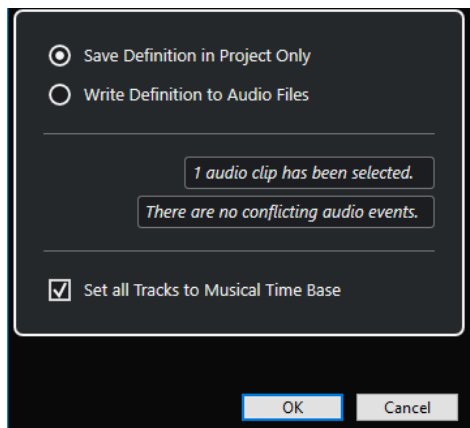 Save Definition in Project Only
Write Definition to Audio Files
1 audio clip has been selected.
There are no conflicting audio events.
Set all Tracks to Musical Time Base
OK
Cancel